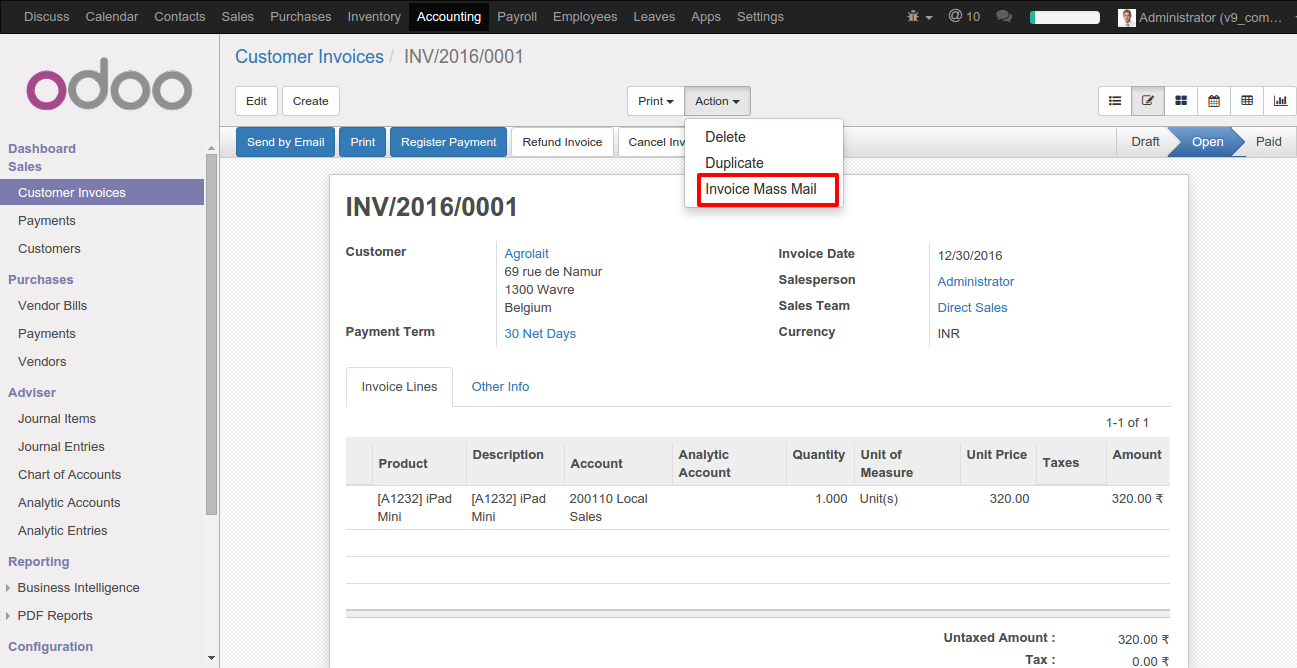 Discuss Calendar Contacts Sales Purchases Inventory Accounting Payroll Employees Leaves Apps Settings @ 10 Administrator (v9_com...
odoo
Dashboard
Sales
Customer Invoices
Payments
Customers
Purchases
Vendor Bills
Payments
Vendors
Adviser
Journal Items
Journal Entries
Chart of Accounts
Analytic Accounts
Analytic Entries
Reporting
Business Intelligence
PDF Reports
Configuration
Customer Invoices / INV/2016/0001
Edit Create Print Action
Delete
Duplicate
Invoice Mass Mail
Send by Email Print Register Payment Refund Invoice Cancel Inv Draft Open Paid
INV/2016/0001
Customer
Agrolait
69 rue de Namur
1300 Wavre
Belgium
Payment Term 30 Net Days
Invoice Date 12/30/2016
Salesperson Administrator
Sales Team Direct Sales
Currency INR
Invoice Lines Other Info
1-1 of 1
Product Description Account Analytic Account Quantity Unit of Measure Unit Price Taxes Amount
[A1232] iPad Mini [A1232] iPad Mini 200110 Local Sales 1.000 Unit(s) 320.00 320.00 ₹
Untaxed Amount : 320.00 ₹
Tax : 0.00 ₹